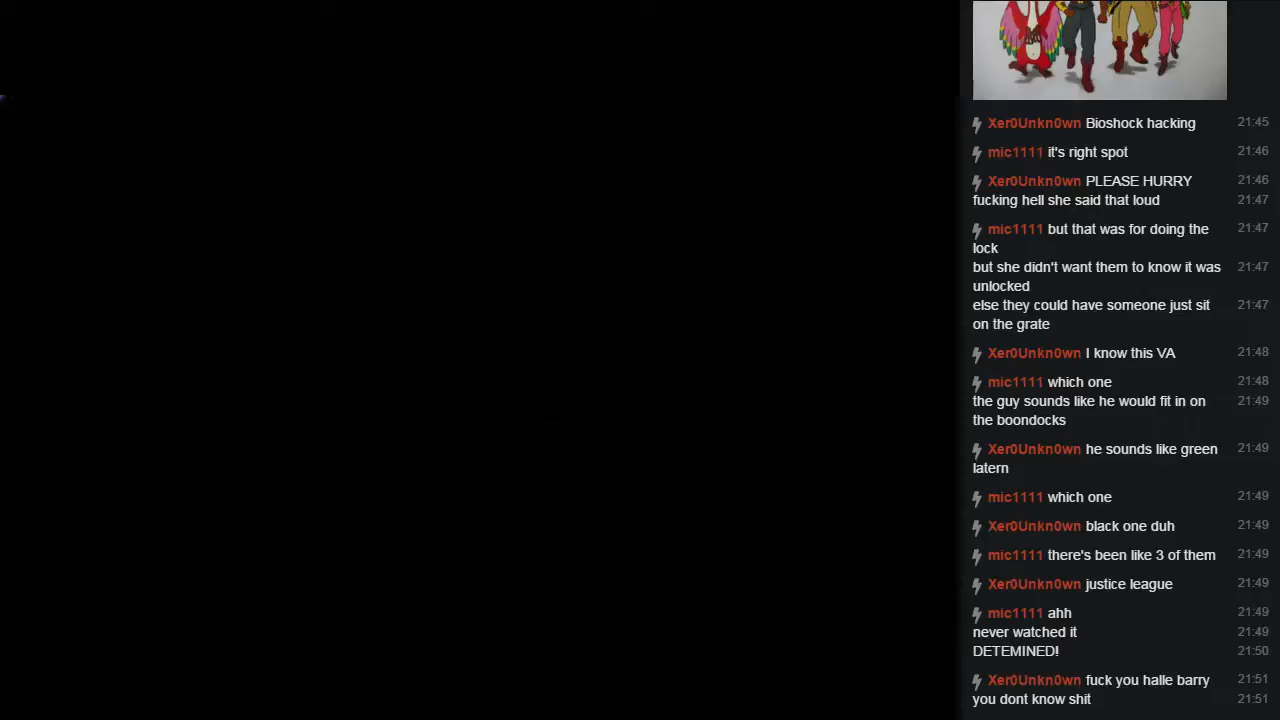 Xer0Unkn0wn Bioshock hacking 21:45
mic1111 it's right spot 21:46
Xer0Unkn0wn PLEASE HURRY 21:46
fucking hell she said that loud 21:47
mic1111 but that was for doing the 21:47
lock
but she didn't want them to know it was 21:47
unlocked
else they could have someone just sit 21:47
on the grate
Xer0Unkn0wn I know this VA 21:48
mic1111 which one 21:48
the guy sounds like he would fit in on 21:49
the boondocks
Xer0Unkn0wn he sounds like green 21:49
latern
mic1111 which one 21:49
Xer0Unkn0wn black one duh 21:49
mic1111 there's been like 3 of them 21:49
Xer0Unkn0wn justice league 21:49
mic1111 ahh 21:49
never watched it 21:49
DETEMINED! 21:50
Xer0Unkn0wn fuck you halle barry 21:51
you dont know shit 21:51